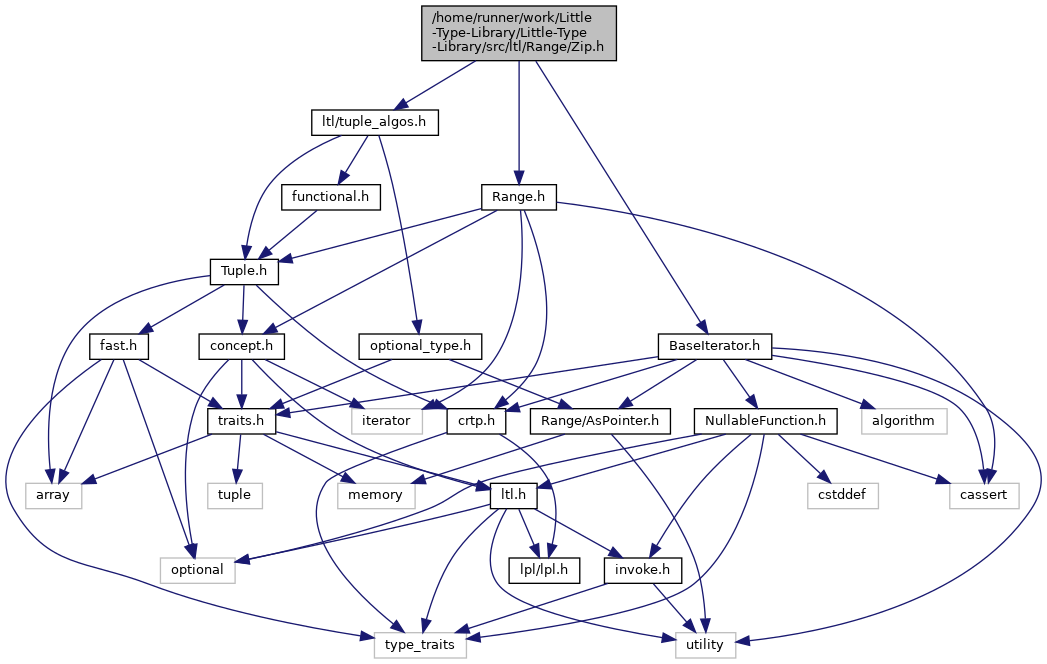 /home/runner/work/Little
-Type-Library/Little-Type
-Library/src/ltl/Range/Zip.h
ltl/tuple_algos.h
functional.h
Range.h
Tuple.h
fast.h
concept.h
optional_type.h
BaseIterator.h
traits.h
iterator
crtp.h
Range/AsPointer.h
NullableFunction.h
algorithm
array
tuple
memory
ltl.h
cstddef
cassert
optional
lpl/lpl.h
invoke.h
type_traits
utility